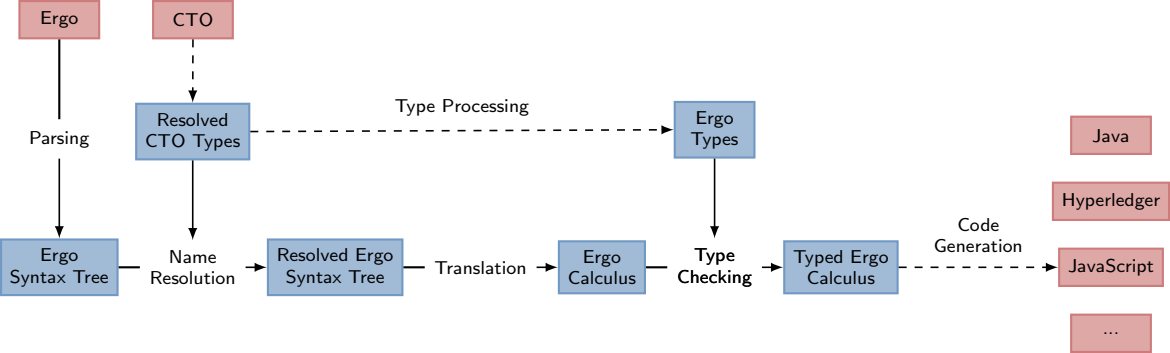 Ergo
CTO
Resolved
CTO Types
Type Processing
Ergo
Types
Parsing
Java
Hyperledger
Ergo
Syntax Tree
Name
Resolution
Resolved Ergo
Syntax Tree
Translation
Ergo
Calculus
Type
Checking
Typed Ergo
Calculus
Code
Generation
JavaScript
...